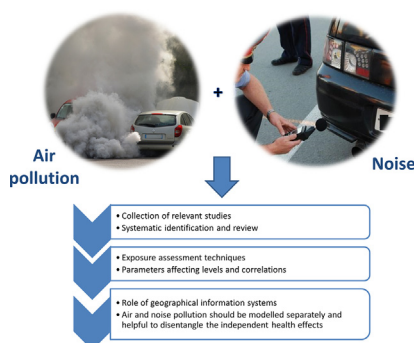 +
Air
pollution
Noise
• Collection of relevant studies
• Systematic identification and review
• Exposure assessment techniques
• Parameters affecting levels and correlations
• Role of geographical information systems
• Air and noise pollution should be modelled separately and
helpful to disentangle the independent health effects